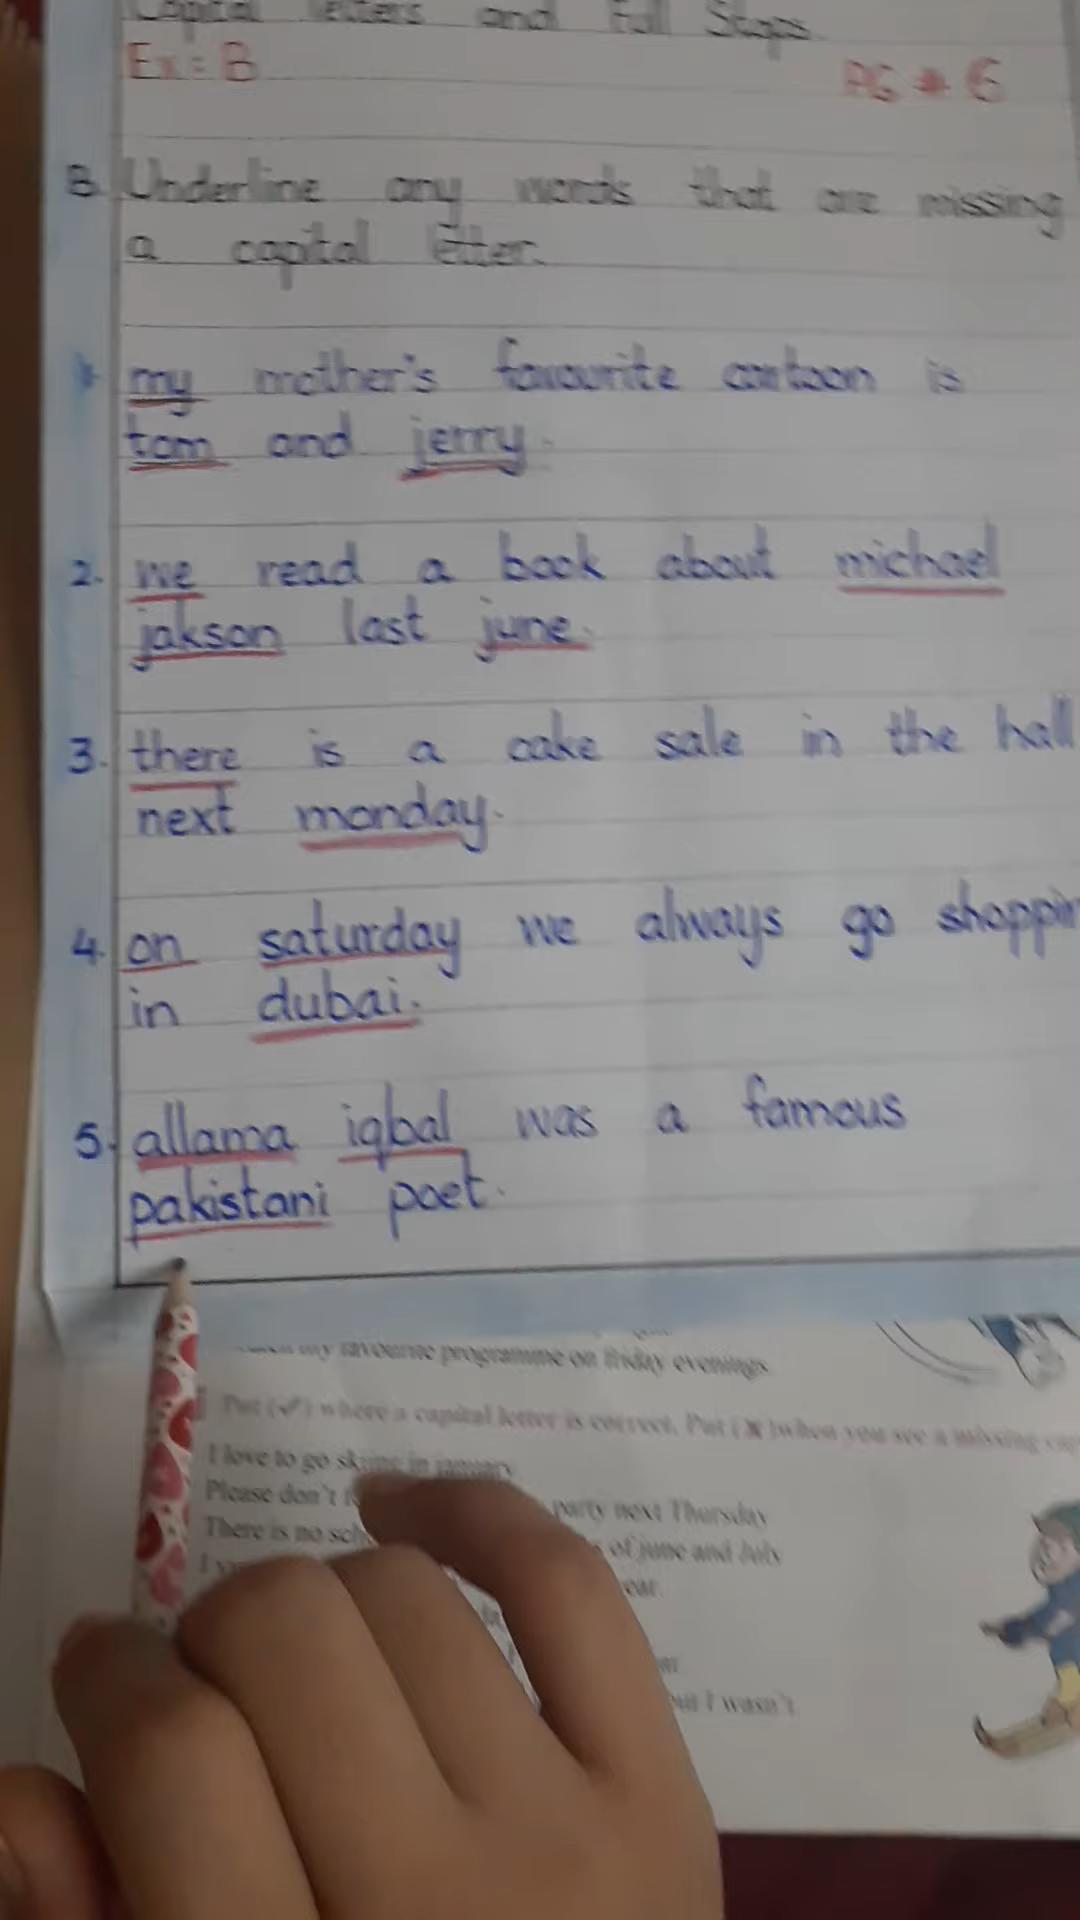 Capital letters and Full Stops
Ex: B
PG # 6
B. Underline any words that are missing
a capital letter.
1. my mother's favourite cartoon is
tom and jerry.
2. we read a book about michael
jakson last june.
3. there is a cake sale in the hall
next monday.
4. on saturday we always go shoppin
in dubai.
5. allama iqbal was a famous
pakistani poet.
my favourite programme on friday evenings.
Put (✓) where a capital letter is correct. Put (✗) when you see a missing
I love to go skiing in january
Please don't party next Thursday
There is no of june and July
I
but I wasn't